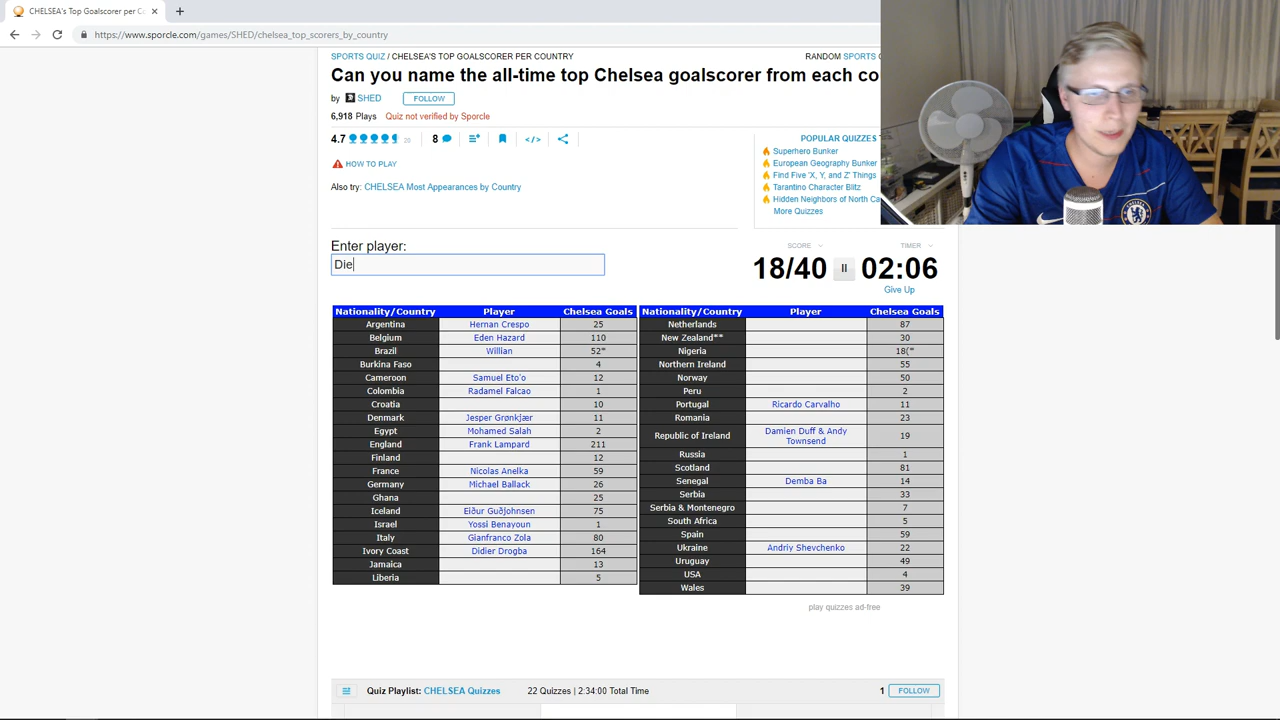 CHELSEA's Top Goalscorer per Co
https://www.sporcle.com/games/SHED/chelsea_top_scorers_by_country
SPORTS QUIZ / CHELSEA'S TOP GOALSCORER PER COUNTRY
RANDOM SPORTS
Can you name the all-time top Chelsea goalscorer from each co
by SHED FOLLOW
6,918 Plays Quiz not verified by Sporcle
4.7 20 8
HOW TO PLAY
Also try: CHELSEA Most Appearances by Country
POPULAR QUIZZES T
Superhero Bunker
European Geography Bunker
Find Five 'X, Y, and Z' Things
Tarantino Character Blitz
Hidden Neighbors of North Ca
More Quizzes
Enter player:
Die
SCORE TIMER
18/40 02:06
Give Up
Nationality/Country Player Chelsea Goals
Argentina Hernan Crespo 25
Belgium Eden Hazard 110
Brazil Willian 52*
Burkina Faso 4
Cameroon Samuel Eto'o 12
Colombia Radamel Falcao 1
Croatia 10
Denmark Jesper Grønkjær 11
Egypt Mohamed Salah 2
England Frank Lampard 211
Finland 12
France Nicolas Anelka 59
Germany Michael Ballack 26
Ghana 25
Iceland Eiður Guðjohnsen 75
Israel Yossi Benayoun 1
Italy Gianfranco Zola 80
Ivory Coast Didier Drogba 164
Jamaica 13
Liberia 5
Nationality/Country Player Chelsea Goals
Netherlands 87
New Zealand** 30
Nigeria 18(*
Northern Ireland 55
Norway 50
Peru 2
Portugal Ricardo Carvalho 11
Romania 23
Republic of Ireland Damien Duff & Andy Townsend 19
Russia 1
Scotland 81
Senegal Demba Ba 14
Serbia 33
Serbia & Montenegro 7
South Africa 5
Spain 59
Ukraine Andriy Shevchenko 22
Uruguay 49
USA 4
Wales 39
play quizzes ad-free
Quiz Playlist: CHELSEA Quizzes 22 Quizzes | 2:34:00 Total Time 1 FOLLOW